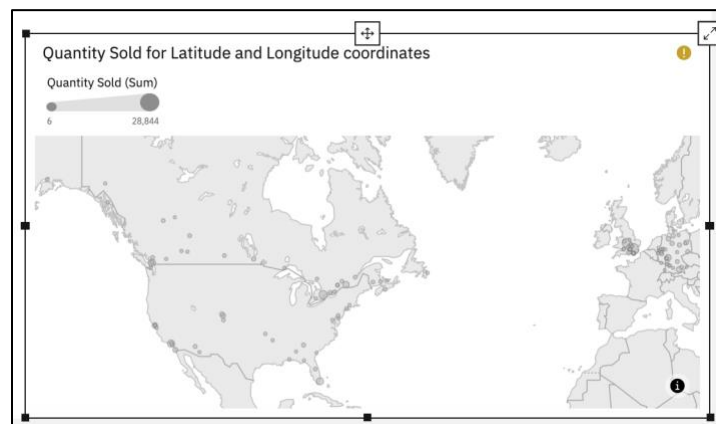 Quantity Sold for Latitude and Longitude coordinates
Quantity Sold (Sum)
6 28,844